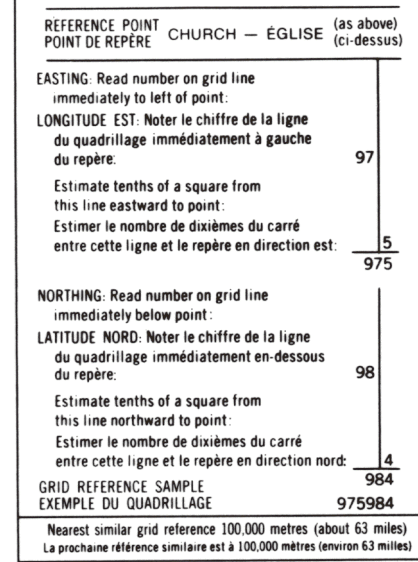 REFERENCE POINT CHURCH — ÉGLISE (as above)
POINT DE REPÈRE (ci-dessus)
EASTING: Read number on grid line
immediately to left of point:
LONGITUDE EST: Noter le chiffre de la ligne
du quadrillage immédiatement à gauche
du repère: 97
Estimate tenths of a square from
this line eastward to point:
Estimer le nombre de dixièmes du carré
entre cette ligne et le repère en direction est: 5
975
NORTHING: Read number on grid line
immediately below point:
LATITUDE NORD: Noter le chiffre de la ligne
du quadrillage immédiatement en-dessous
du repère: 98
Estimate tenths of a square from
this line northward to point:
Estimer le nombre de dixièmes du carré
entre cette ligne et le repère en direction nord: 4
984
GRID REFERENCE SAMPLE
EXEMPLE DU QUADRILLAGE 975984
Nearest similar grid reference 100,000 metres (about 63 miles)
La prochaine référence similaire est à 100,000 mètres (environ 63 milles)